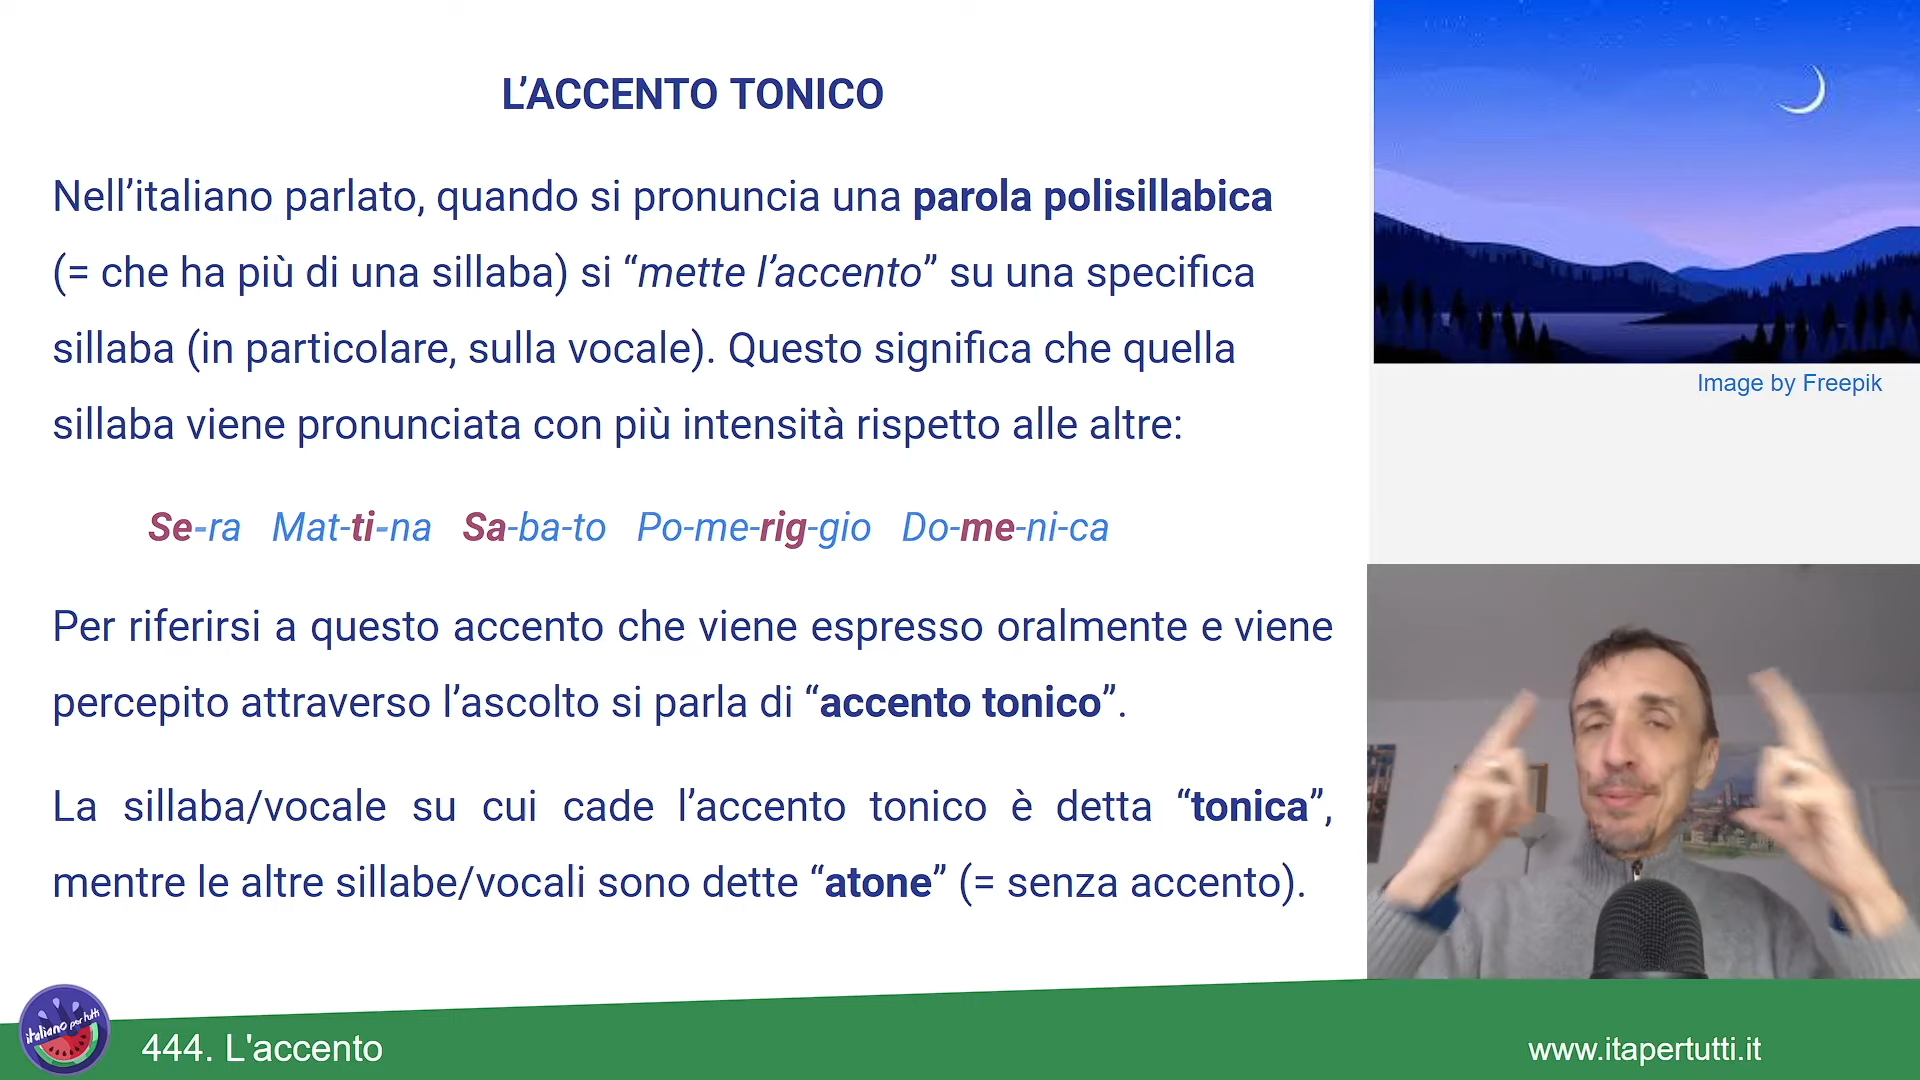 L’ACCENTO TONICO
Nell’italiano parlato, quando si pronuncia una parola polisillabica
(= che ha più di una sillaba) si “mette l’accento” su una specifica
sillaba (in particolare, sulla vocale). Questo significa che quella
sillaba viene pronunciata con più intensità rispetto alle altre:
Se-ra Mat-ti-na Sa-ba-to Po-me-rig-gio Do-me-ni-ca
Per riferirsi a questo accento che viene espresso oralmente e viene
percepito attraverso l’ascolto si parla di “accento tonico”.
La sillaba/vocale su cui cade l’accento tonico è detta “tonica”,
mentre le altre sillabe/vocali sono dette “atone” (= senza accento).
Image by Freepik
italiano per tutti
444. L'accento
www.itapertutti.it